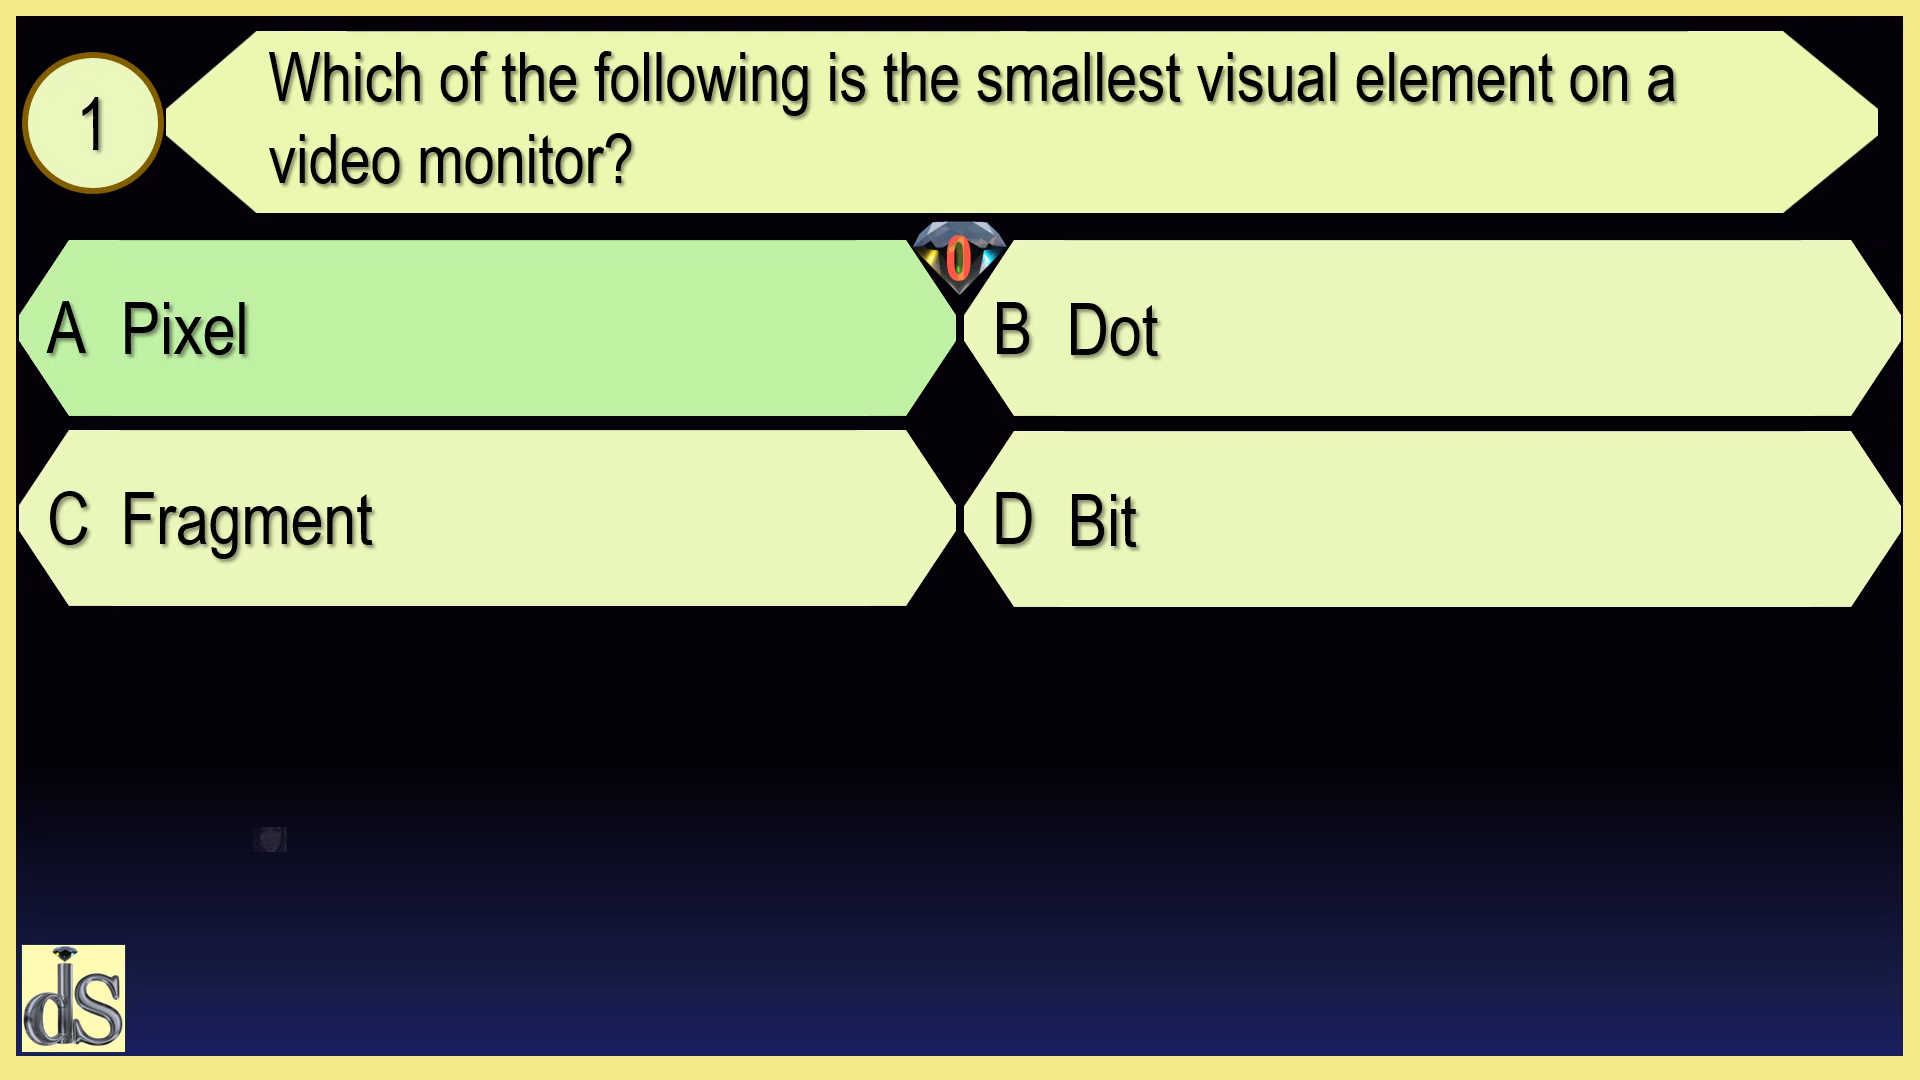 1
Which of the following is the smallest visual element on a
video monitor?
0
A Pixel
B Dot
C Fragment
D Bit
ds